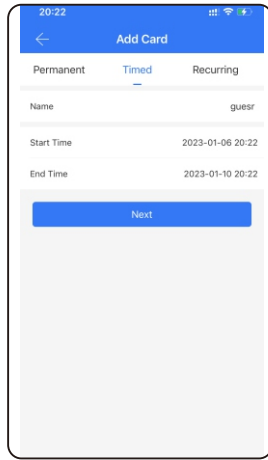 20:22
Add Card
Permanent Timed Recurring
Name guesr
Start Time 2023-01-06 20:22
End Time 2023-01-10 20:22
Next